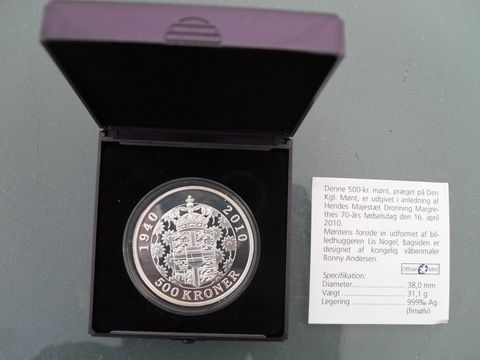 1940 2010
500 KRONER
Denne 500-kr. mønt, præget på Den
Kgl. Mønt, er udgivet i anledning af
Hendes Majestæt Dronning Margre-
thes 70-års fødselsdag den 16. april
2010.
Møntens forside er udformet af bil-
ledhuggeren Lis Nogel, bagsiden er
designet af kongelig våbenmaler
Ronny Andersen.
Official Mint
Specifikation:
Diameter.................... 38,0 mm
Vægt ........................ 31,1 g
Legering ................... 999‰ Ag
(finsølv)